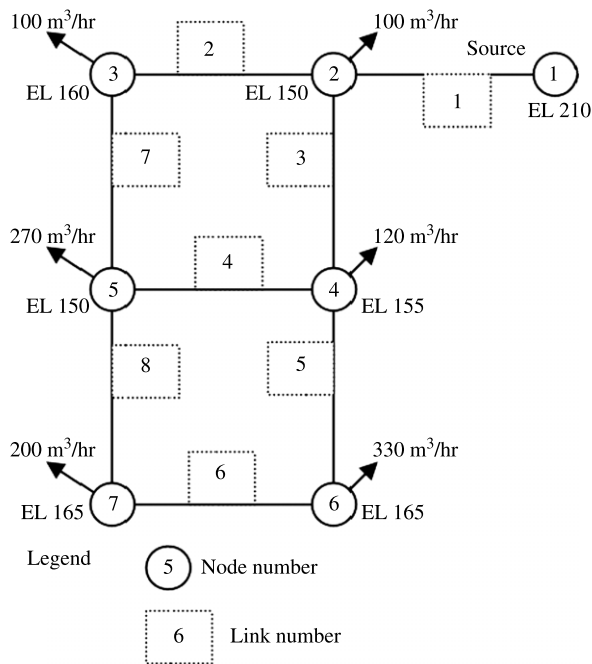 100 m³/hr
2
100 m³/hr
Source
3
2
1
EL 160
EL 150
1
EL 210
7
3
270 m³/hr
4
120 m³/hr
5
4
EL 150
EL 155
8
5
200 m³/hr
6
330 m³/hr
7
6
EL 165
EL 165
Legend
5
Node number
6
Link number